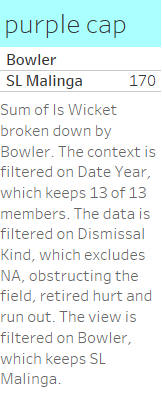 purple cap
Bowler
SL Malinga 170
Sum of Is Wicket
broken down by
Bowler. The context is
filtered on Date Year,
which keeps 13 of 13
members. The data is
filtered on Dismissal
Kind, which excludes
NA, obstructing the
field, retired hurt and
run out. The view is
filtered on Bowler,
which keeps SL
Malinga.